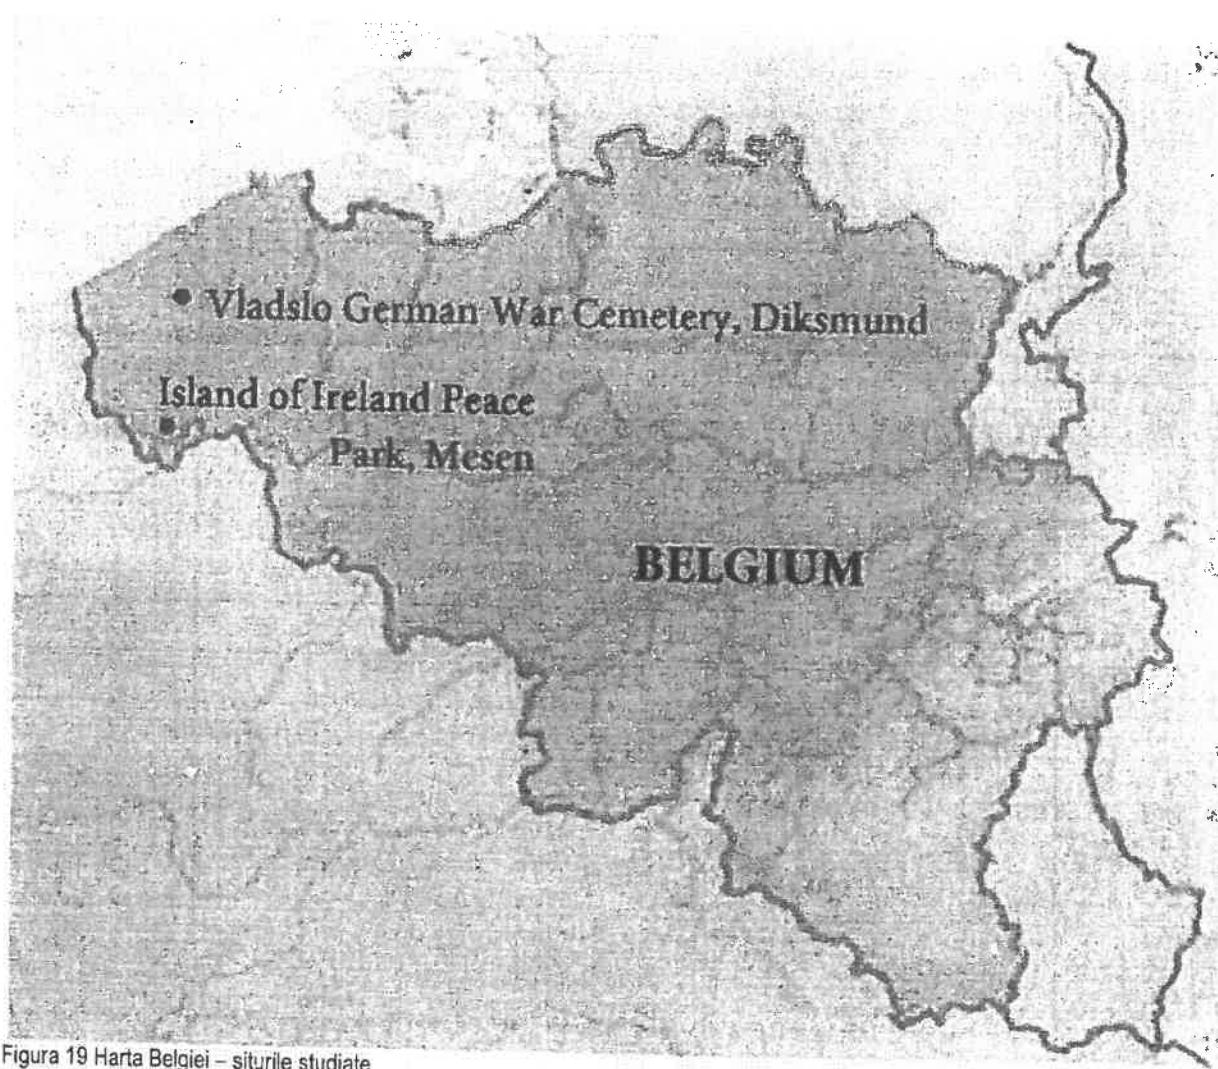 Vladslo German War Cemetery, Diksmund
Island of Ireland Peace
Park, Mesen
BELGIUM
Figura 19 Harta Belgiei – siturile studiate